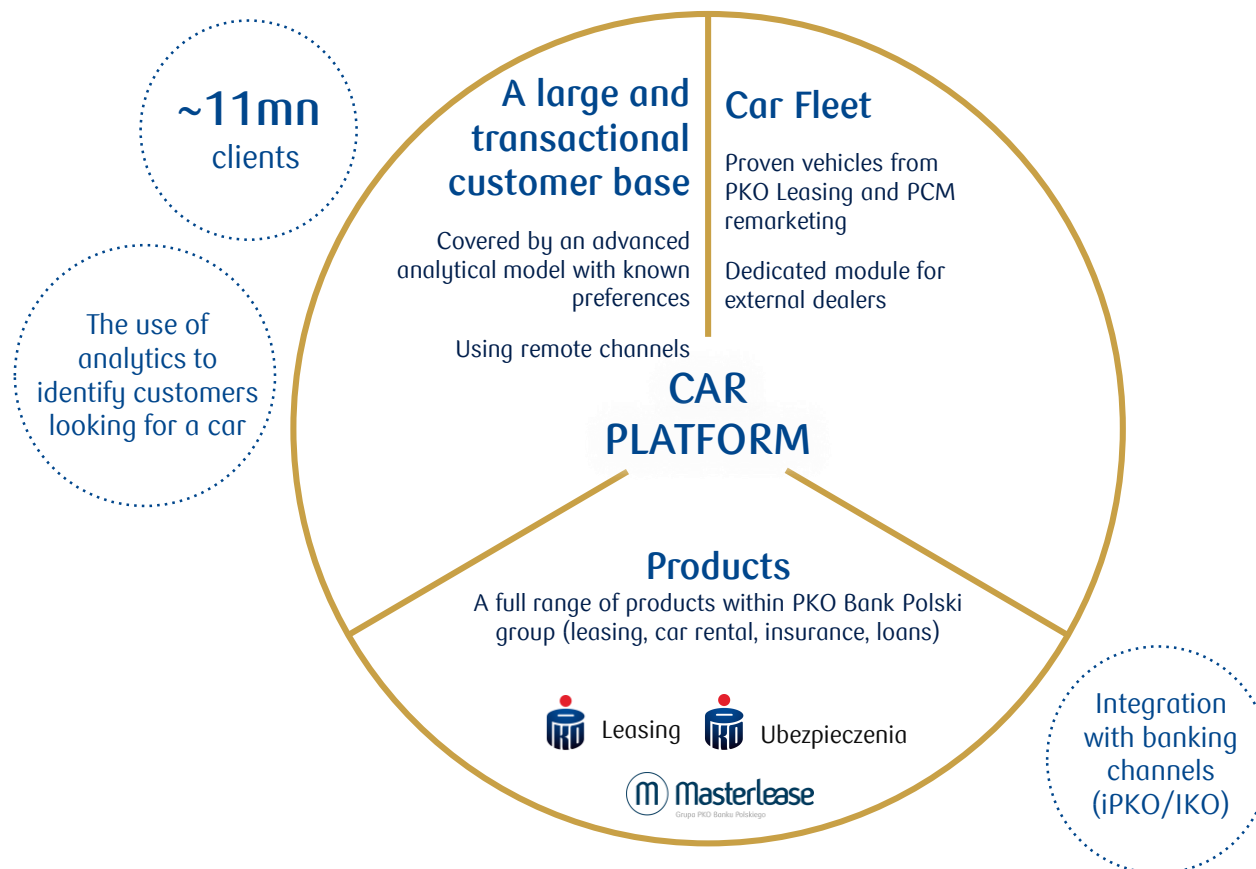 ~11mn
clients
The use of
analytics to
identify customers
looking for a car
A large and
transactional
customer base
Covered by an advanced
analytical model with known
preferences
Using remote channels
Car Fleet
Proven vehicles from
PKO Leasing and PCM
remarketing
Dedicated module for
external dealers
CAR
PLATFORM
Products
A full range of products within PKO Bank Polski
group (leasing, car rental, insurance, loans)
PKO Leasing
PKO Ubezpieczenia
m Masterlease
Grupa PKO Banku Polskiego
Integration
with banking
channels
(iPKO/IKO)